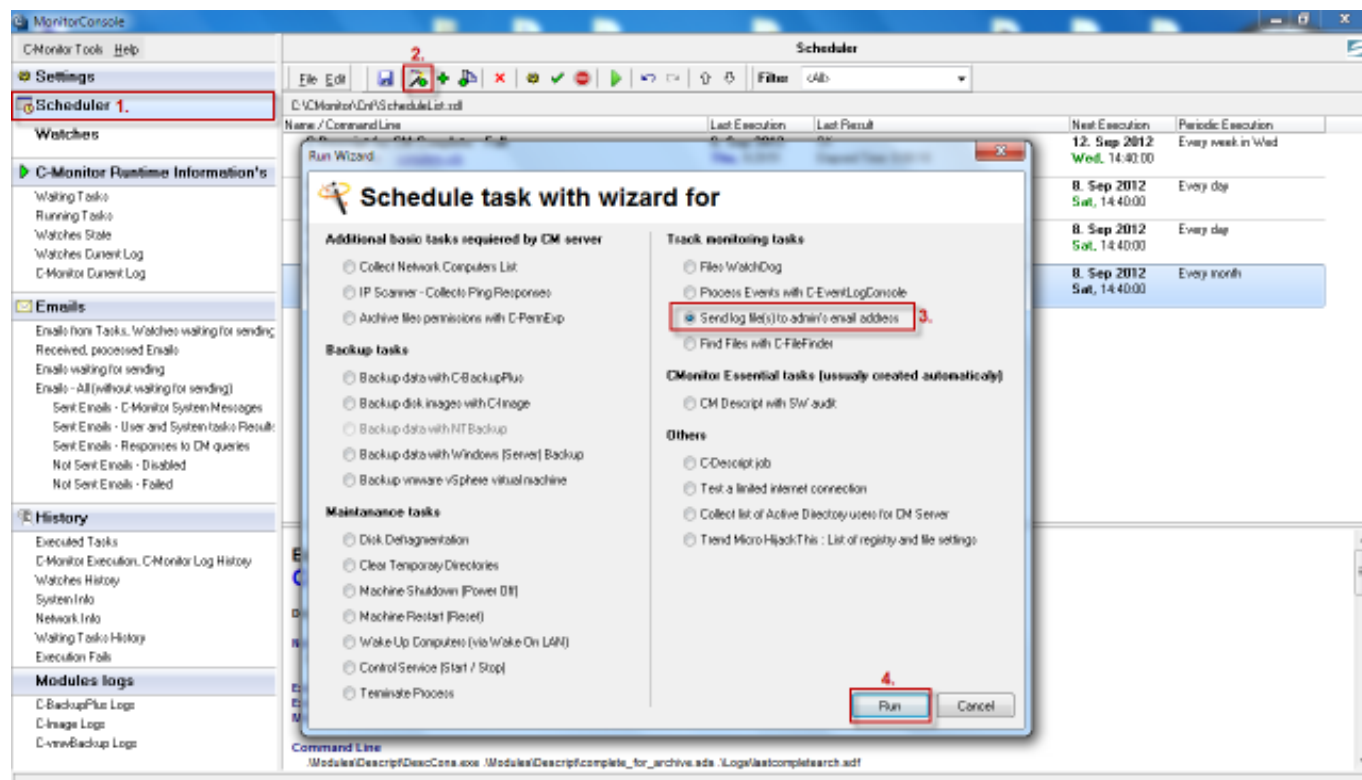 MonitorConsole
C-Monitor Tools Help
Scheduler
Settings
2.
File Edit
Filter
<All>
Scheduler 1.
C:\CMonitor\Cnf\ScheduleList.xdl
Watches
Name / Command Line
Last Execution
Last Result
Next Execution
Periodic Execution
12. Sep 2012
Wed, 14:40:00
Every week in Wed
8. Sep 2012
Sat, 14:40:00
Every day
8. Sep 2012
Sat, 14:40:00
Every day
8. Sep 2012
Sat, 14:40:00
Every month
C-Monitor Runtime Information's
Waiting Tasks
Running Tasks
Watches State
Watches Current Log
C-Monitor Current Log
Emails
Emails from Tasks, Watches waiting for sending
Received, processed Emails
Emails waiting for sending
Emails - All (without waiting for sending)
Sent Emails - C-Monitor System Messages
Sent Emails - User and System tasks Results
Sent Emails - Responses to CM queries
Not Sent Emails - Disabled
Not Sent Emails - Failed
History
Executed Tasks
C-Monitor Execution, C-Monitor Log History
Watches History
System Info
Network Info
Waiting Tasks History
Execution Fails
Modules logs
C-BackupPlus Logs
C-Image Logs
C-vmwBackup Logs
Run Wizard
Schedule task with wizard for
Additional basic tasks requiered by CM server
Collect Network Computers List
IP Scanner - Collects Ping Responses
Archive files permissions with C-PermExp
Backup tasks
Backup data with C-BackupPlus
Backup disk images with C-Image
Backup data with NT Backup
Backup data with Windows (Server) Backup
Backup vmware vSphere virtual machine
Maintanance tasks
Disk Defragmentation
Clear Temporary Directories
Machine Shutdown (Power Off)
Machine Restart (Reset)
Wake Up Computers (via Wake On LAN)
Control Service (Start / Stop)
Terminate Process
Track monitoring tasks
Files WatchDog
Process Events with C-EventLogConsole
Send log file(s) to admin's email address 3.
Find Files with C-FileFinder
CMonitor Essential tasks (ussualy created automaticaly)
CM Descript with SW audit
Others
C-Descript job
Test a limited internet connection
Collect list of Active Directory users for CM Server
Trend Micro HijackThis : List of registry and file settings
4.
Run
Cancel
Command Line
.\Modules\Descript\DescCons.exe .\Modules\Descript\complete_for_archive.sds .\Logs\lastcompletearch.sdf